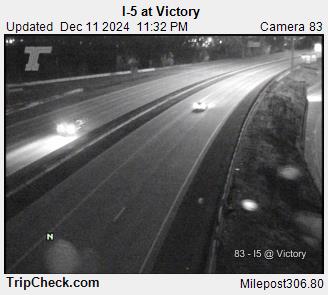 I-5 at Victory
Updated Dec 11 2024 11:32 PM Camera 83
T
N
83 - I5 @ Victory
TripCheck.com Milepost306.80